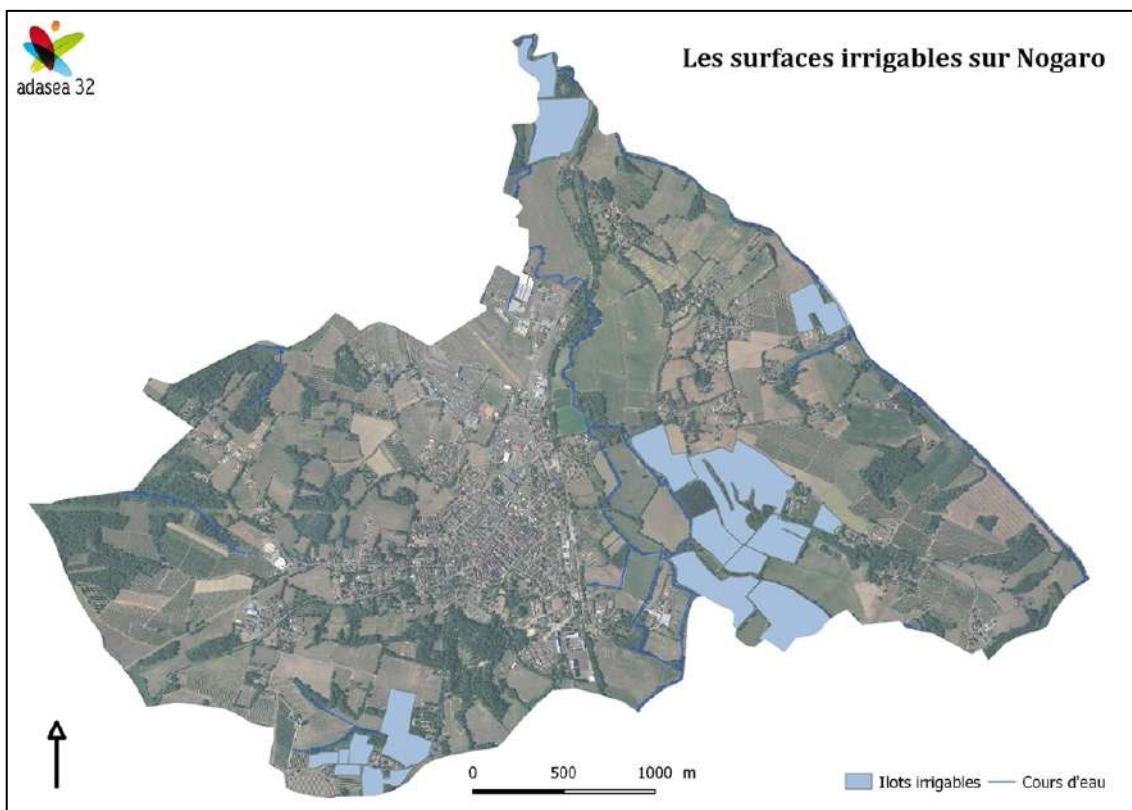 adasea 32
Les surfaces irrigables sur Nogaro
0 500 1000 m
Ilots irrigables
Cours d'eau